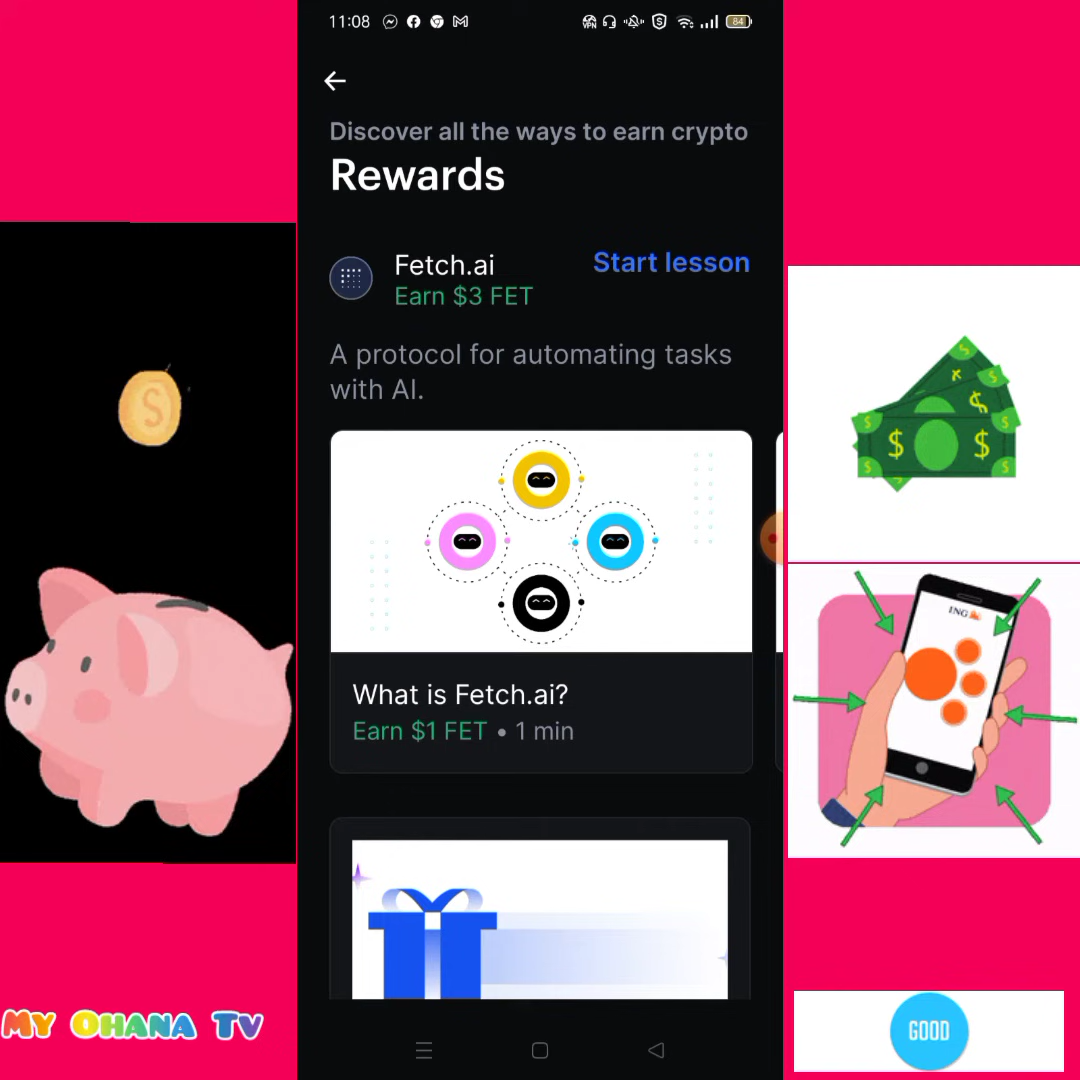 11:08
VPN
84
Discover all the ways to earn crypto
Rewards
Fetch.ai
Start lesson
Earn $3 FET
A protocol for automating tasks
with AI.
What is Fetch.ai?
Earn $1 FET • 1 min
ING
My Ohana Tv
GOOD